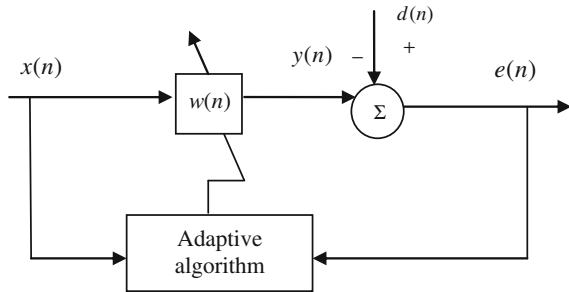 d(n)
x(n)
y(n)
−
+
e(n)
w(n)
Σ
Adaptive
algorithm